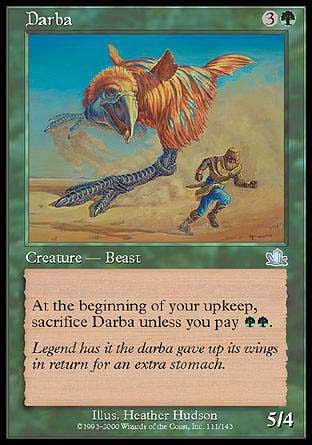 Darba 3
Creature — Beast
At the beginning of your upkeep,
sacrifice Darba unless you pay
Legend has it the darba gave up its wings
in return for an extra stomach.
Illus. Heather Hudson
©1993-2000 Wizards of the Coast, Inc. 111/143
5/4